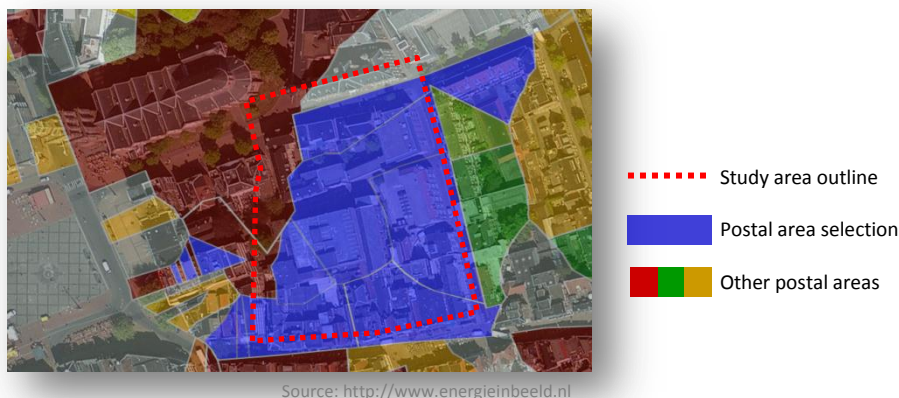 Study area outline
Postal area selection
Other postal areas
Source: http://www.energieinbeeld.nl